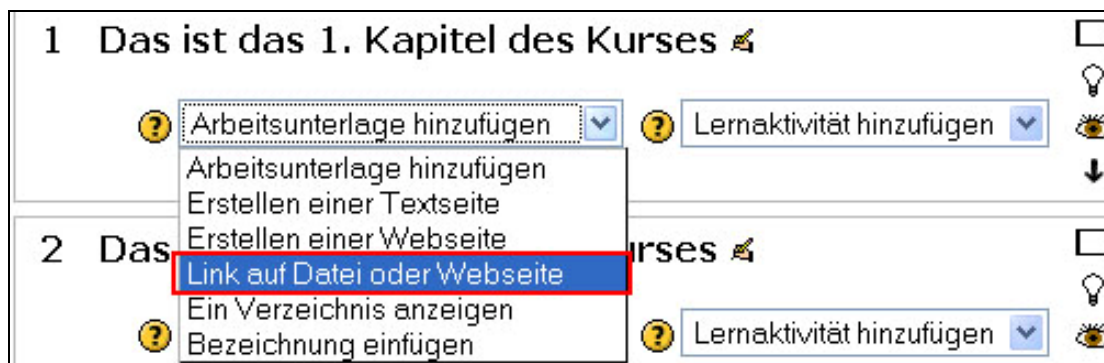 1 Das ist das 1. Kapitel des Kurses
Arbeitsunterlage hinzufügen
Lernaktivität hinzufügen
Arbeitsunterlage hinzufügen
Erstellen einer Textseite
Erstellen einer Webseite
2 Das rses
Link auf Datei oder Webseite
Ein Verzeichnis anzeigen
Lernaktivität hinzufügen
Bezeichnung einfügen